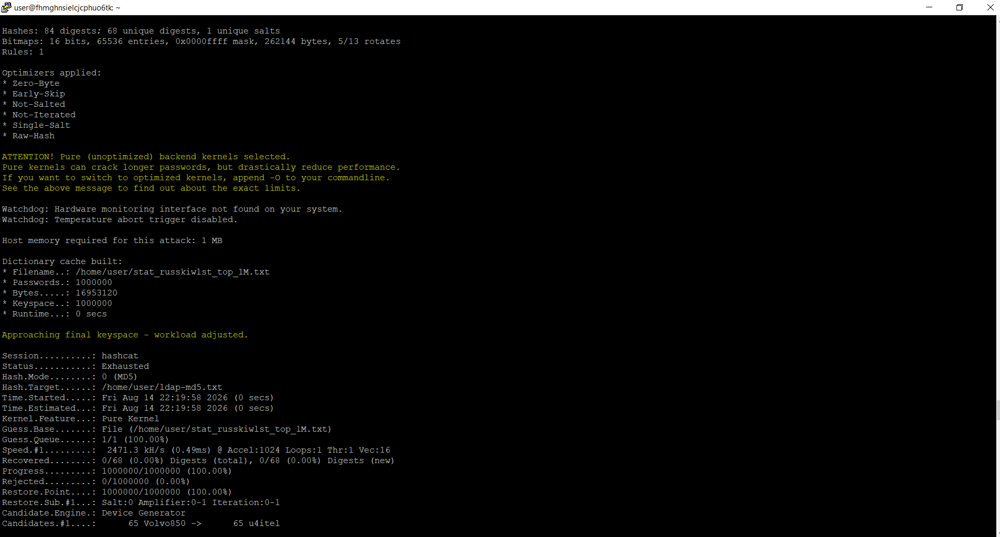 user@fhmghnsielcjcphuo6tk: ~
Hashes: 84 digests; 68 unique digests, 1 unique salts
Bitmaps: 16 bits, 65536 entries, 0x0000ffff mask, 262144 bytes, 5/13 rotates
Rules: 1
Optimizers applied:
* Zero-Byte
* Early-Skip
* Not-Salted
* Not-Iterated
* Single-Salt
* Raw-Hash
ATTENTION! Pure (unoptimized) backend kernels selected.
Pure kernels can crack longer passwords, but drastically reduce performance.
If you want to switch to optimized kernels, append -O to your commandline.
See the above message to find out about the exact limits.
Watchdog: Hardware monitoring interface not found on your system.
Watchdog: Temperature abort trigger disabled.
Host memory required for this attack: 1 MB
Dictionary cache built:
* Filename..: /home/user/stat_russkiwlst_top_1M.txt
* Passwords.: 1000000
* Bytes.....: 16953120
* Keyspace..: 1000000
* Runtime...: 0 secs
Approaching final keyspace - workload adjusted.
Session..........: hashcat
Status...........: Exhausted
Hash.Mode........: 0 (MD5)
Hash.Target......: /home/user/ldap-md5.txt
Time.Started.....: Fri Aug 14 22:19:58 2026 (0 secs)
Time.Estimated...: Fri Aug 14 22:19:58 2026 (0 secs)
Kernel.Feature...: Pure Kernel
Guess.Base.......: File (/home/user/stat_russkiwlst_top_1M.txt)
Guess.Queue......: 1/1 (100.00%)
Speed.#1.........:  2471.3 kH/s (0.49ms) @ Accel:1024 Loops:1 Thr:1 Vec:16
Recovered........: 0/68 (0.00%) Digests (total), 0/68 (0.00%) Digests (new)
Progress.........: 1000000/1000000 (100.00%)
Rejected.........: 0/1000000 (0.00%)
Restore.Point....: 1000000/1000000 (100.00%)
Restore.Sub.#1...: Salt:0 Amplifier:0-1 Iteration:0-1
Candidate.Engine.: Device Generator
Candidates.#1....:      65 Volvo850 ->      65 u4itel